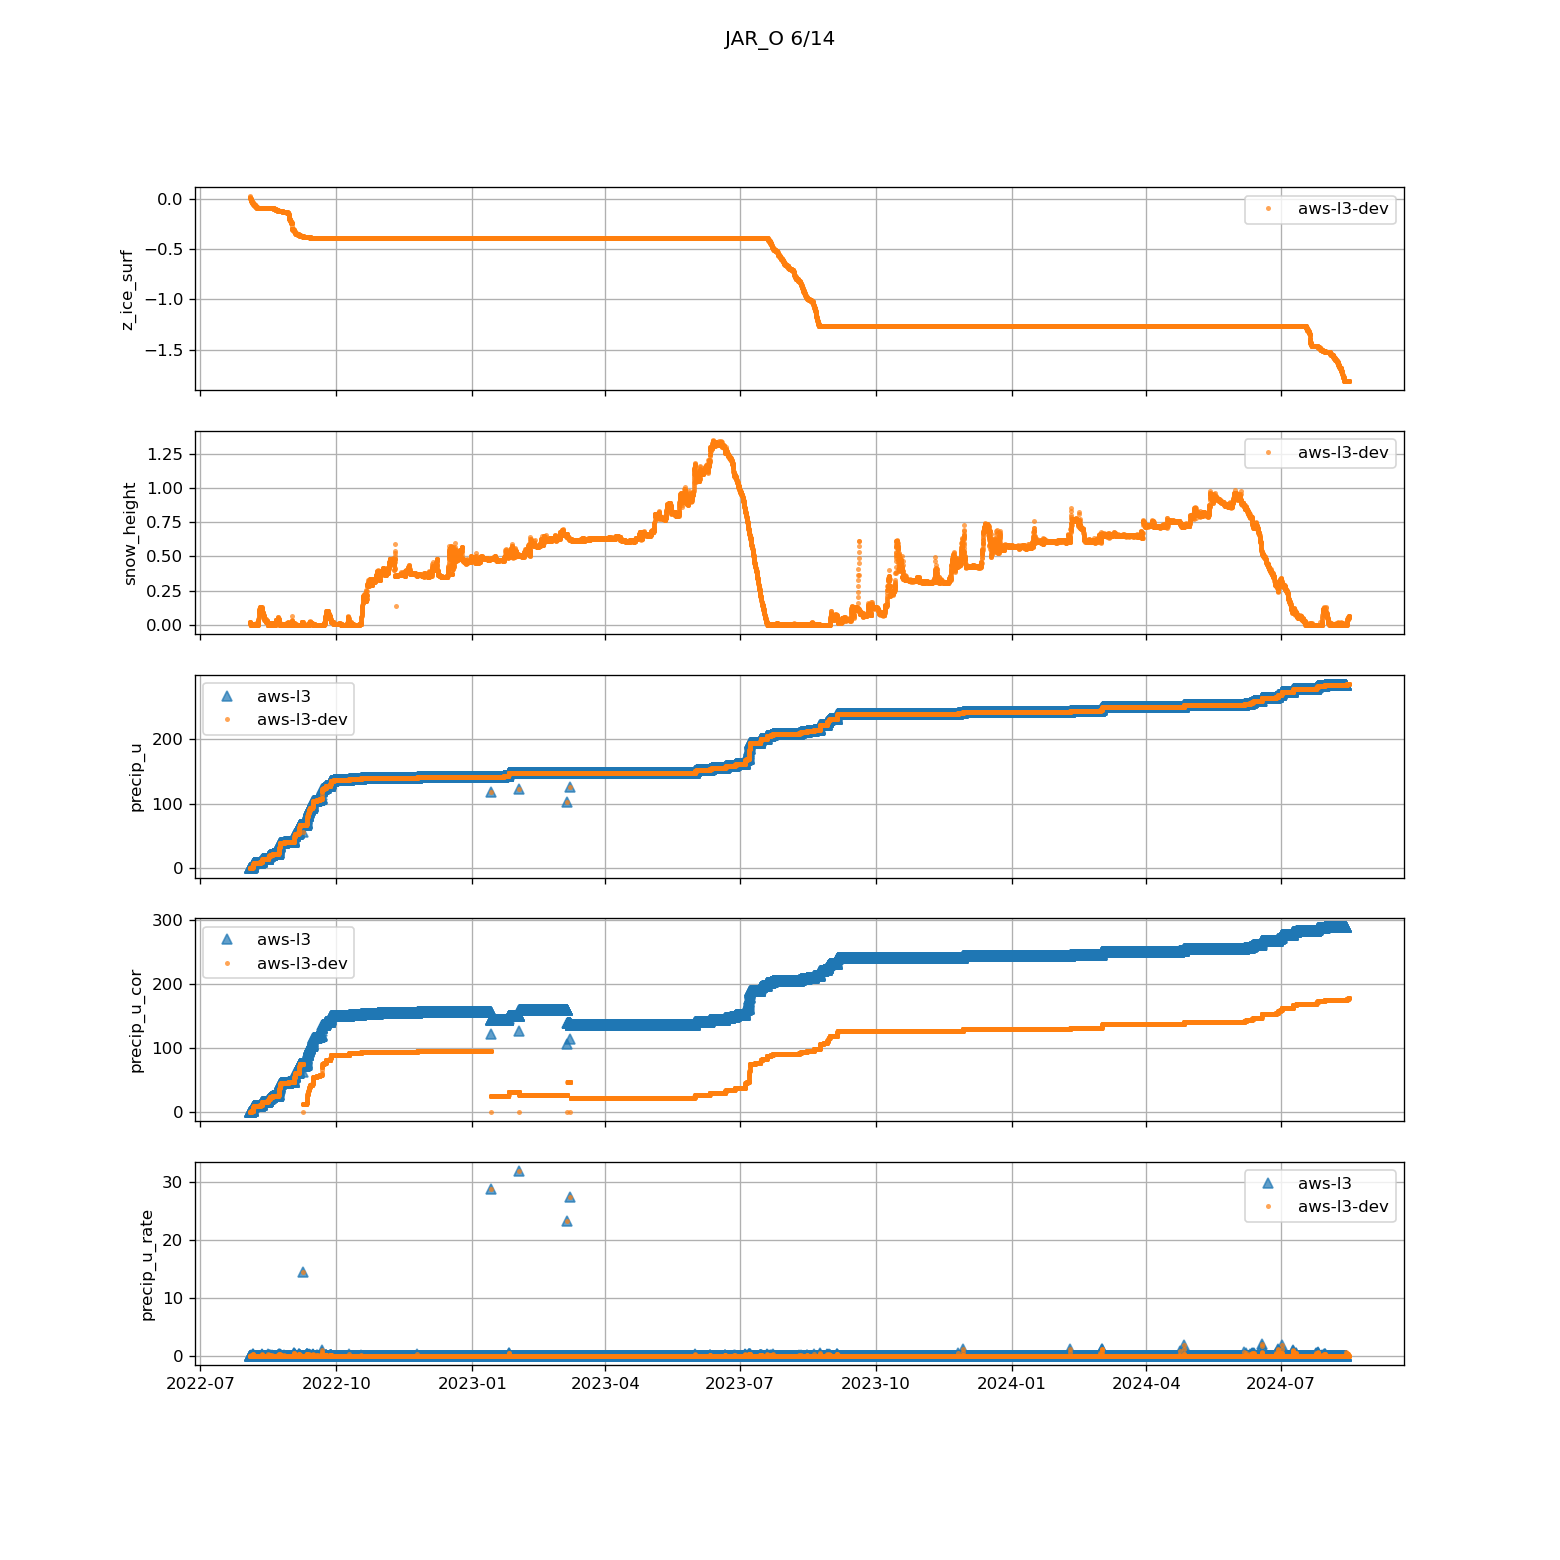 JAR_O 6/14
z_ice_surf
0.0
−0.5
−1.0
−1.5
aws-l3-dev
snow_height
1.25
1.00
0.75
0.50
0.25
0.00
aws-l3-dev
precip_u
200
100
0
aws-l3
aws-l3-dev
precip_u_cor
300
200
100
0
aws-l3
aws-l3-dev
precip_u_rate
30
20
10
0
aws-l3
aws-l3-dev
2022-07 2022-10 2023-01 2023-04 2023-07 2023-10 2024-01 2024-04 2024-07